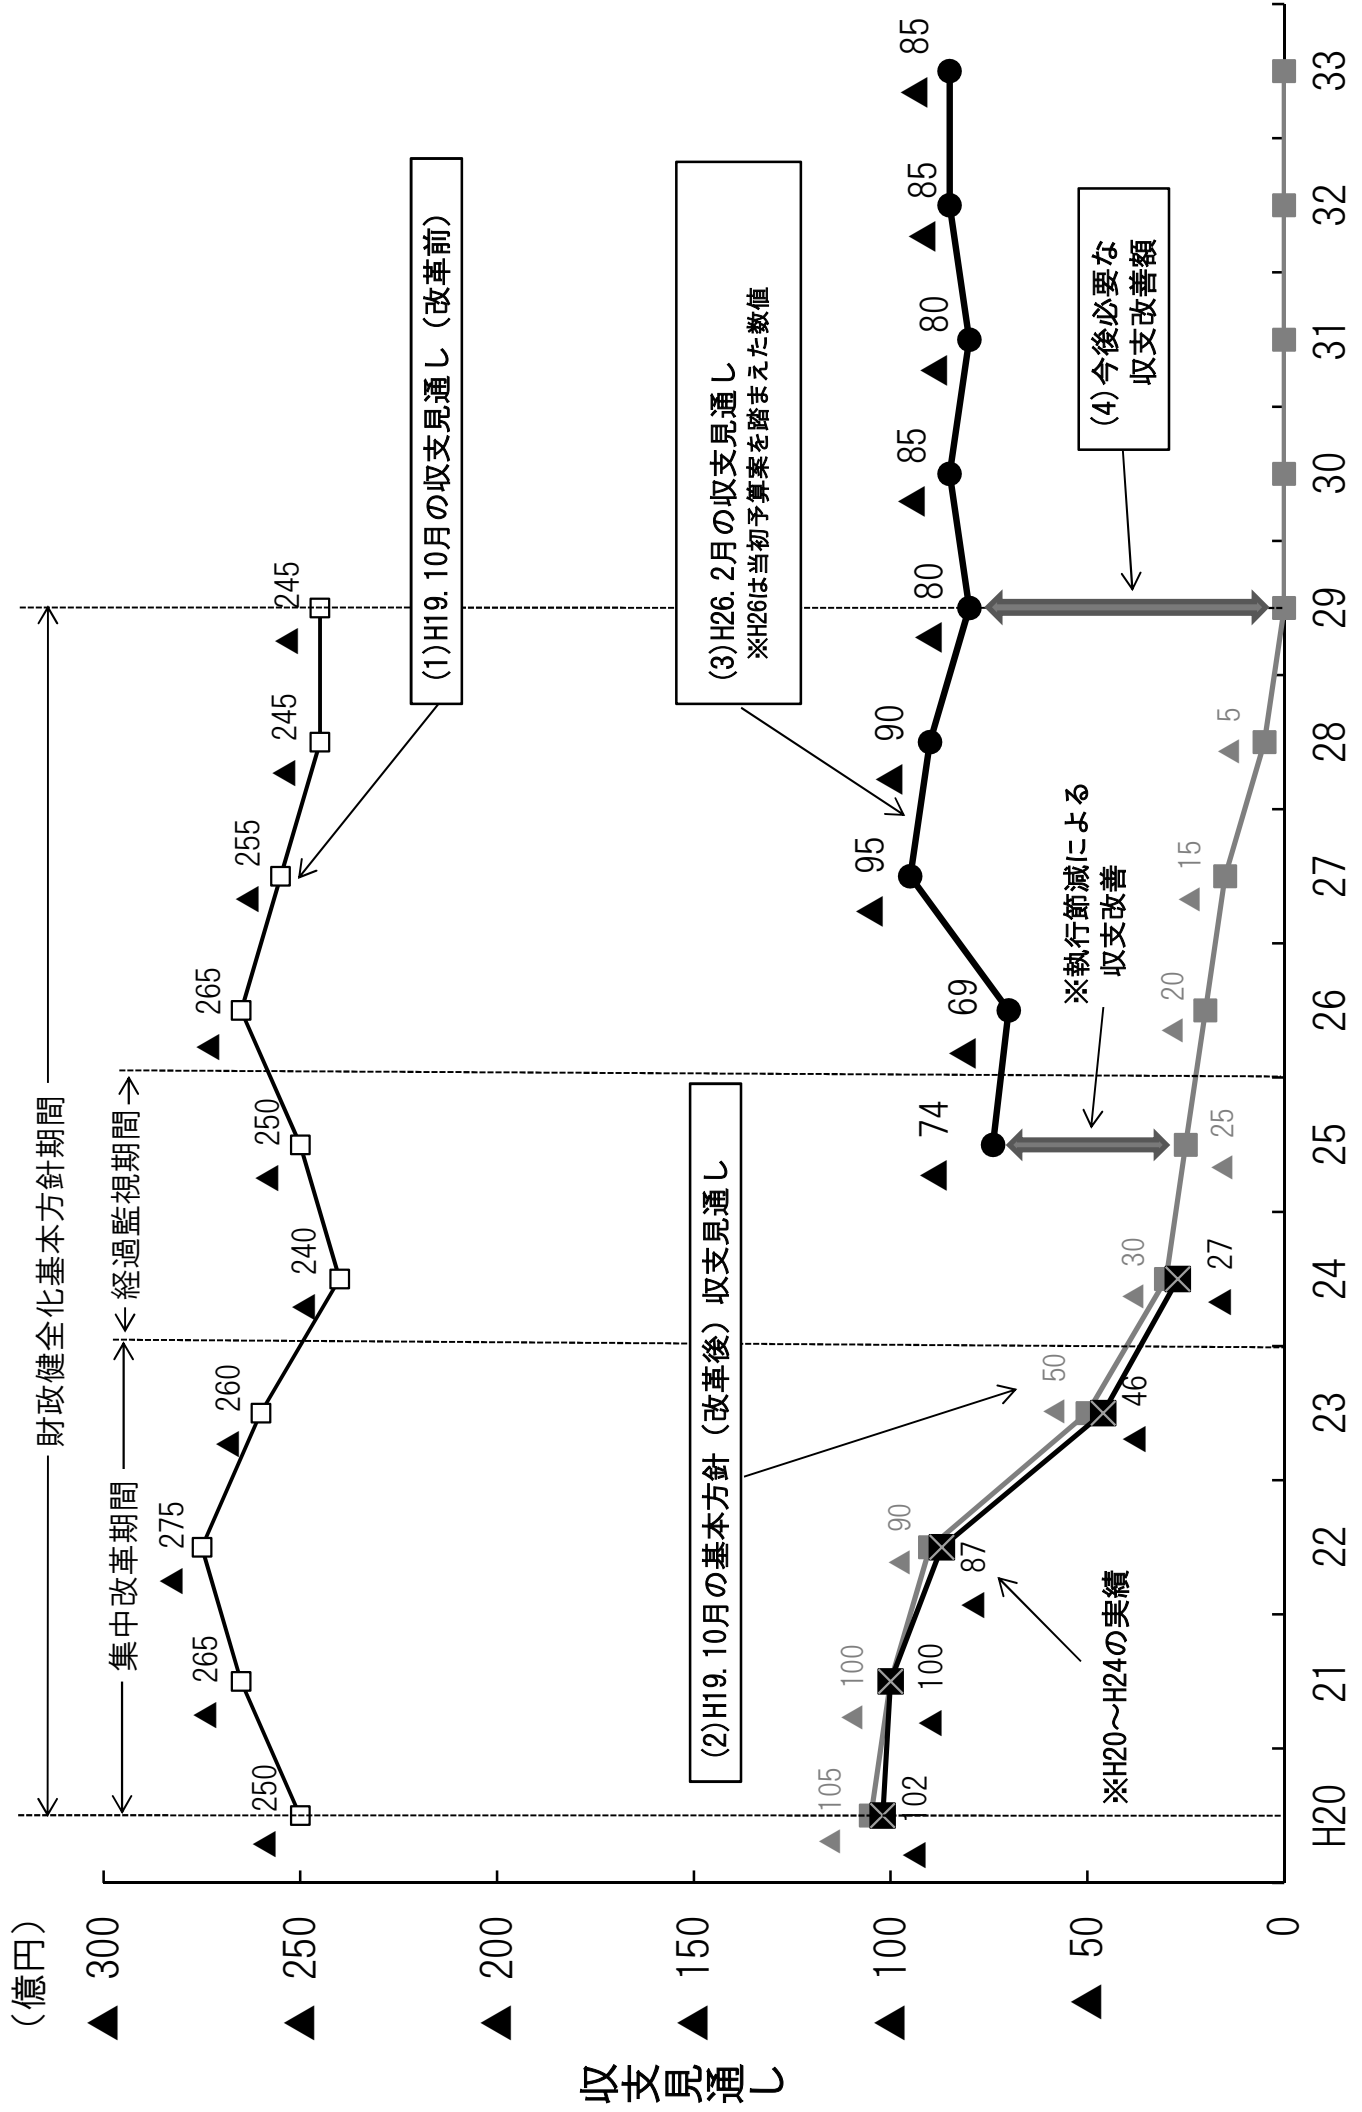 (億円)
収支見通し
▲ 300
▲ 250
▲ 200
▲ 150
▲ 100
▲ 50
0
財政健全化基本方針期間
集中改革期間
経過監視期間
▲ 250
▲ 265
▲ 275
▲ 260
▲ 240
▲ 250
▲ 265
▲ 255
▲ 245
▲ 245
(1)H19. 10月の収支見通し（改革前）
(2)H19. 10月の基本方針（改革後）収支見通し
(3)H26. 2月の収支見通し
※H26は当初予算案を踏まえた数値
▲ 74
▲ 69
▲ 95
▲ 90
▲ 80
▲ 85
▲ 80
▲ 85
▲ 85
▲ 105
▲ 100
▲ 90
▲ 50
▲ 30
▲ 25
▲ 20
▲ 15
▲ 5
▲ 102
▲ 100
▲ 87
▲ 46
▲ 27
※H20～H24の実績
※執行節減による
収支改善
(4)今後必要な
収支改善額
H20 21 22 23 24 25 26 27 28 29 30 31 32 33